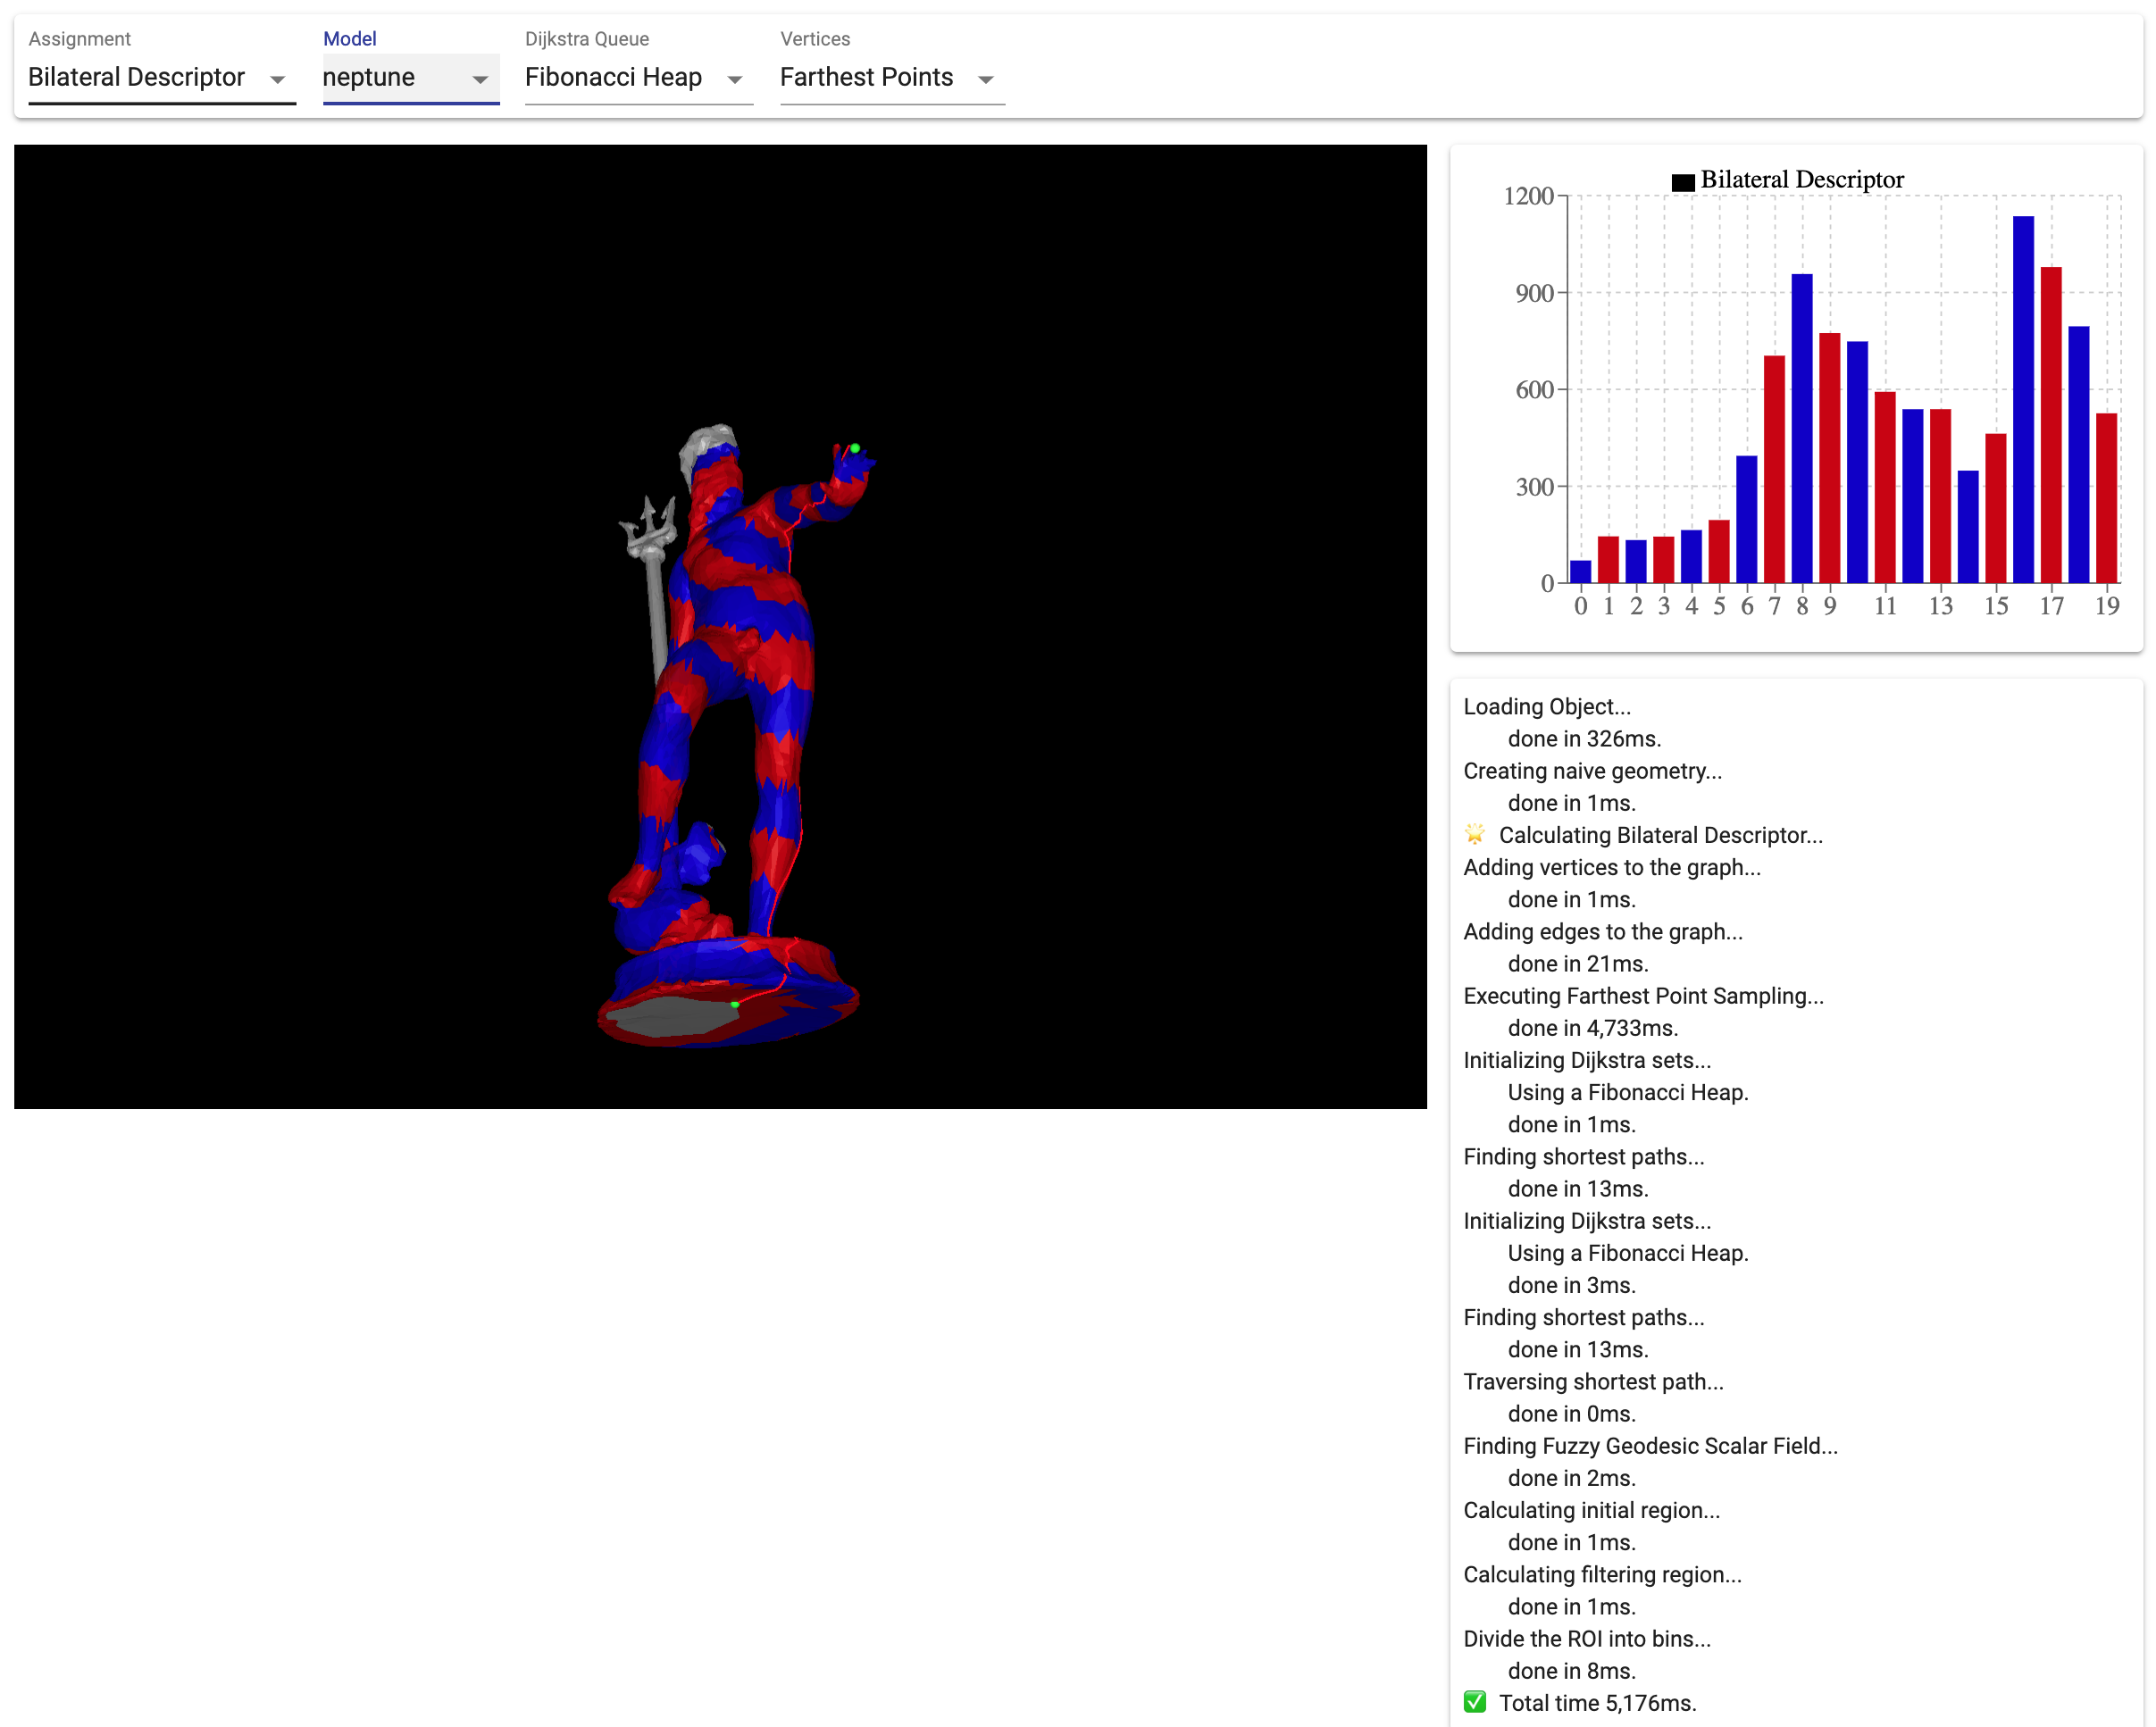 Assignment Model Dijkstra Queue Vertices
Bilateral Descriptor neptune Fibonacci Heap Farthest Points
Bilateral Descriptor
1200
900
600
300
0
0 1 2 3 4 5 6 7 8 9 11 13 15 17 19
Loading Object...
done in 326ms.
Creating naive geometry...
done in 1ms.
🌟 Calculating Bilateral Descriptor...
Adding vertices to the graph...
done in 1ms.
Adding edges to the graph...
done in 21ms.
Executing Farthest Point Sampling...
done in 4,733ms.
Initializing Dijkstra sets...
Using a Fibonacci Heap.
done in 1ms.
Finding shortest paths...
done in 13ms.
Initializing Dijkstra sets...
Using a Fibonacci Heap.
done in 3ms.
Finding shortest paths...
done in 13ms.
Traversing shortest path...
done in 0ms.
Finding Fuzzy Geodesic Scalar Field...
done in 2ms.
Calculating initial region...
done in 1ms.
Calculating filtering region...
done in 1ms.
Divide the ROI into bins...
done in 8ms.
✅ Total time 5,176ms.